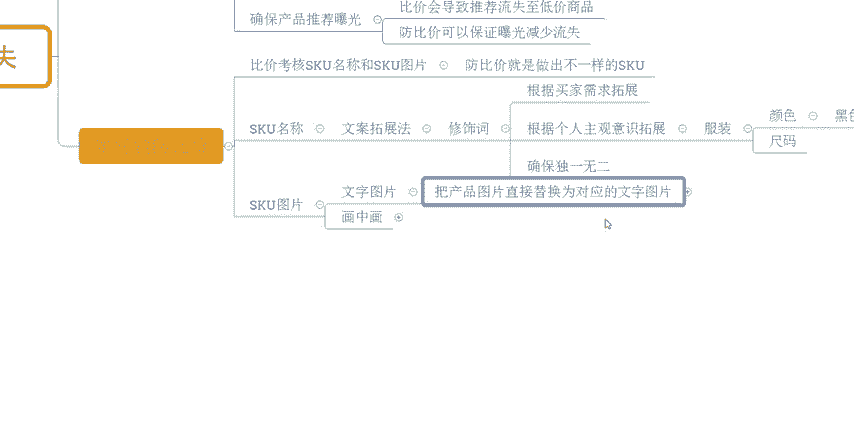 比价会导致推荐流失至低价商品
确保产品推荐曝光
防比价可以保证曝光减少流失
失
比价考核SKU名称和SKU图片
防比价就是做出不一样的SKU
根据买家需求拓展
SKU名称
文案拓展法
修饰词
根据个人主观意识拓展
服装
颜色
黑色
尺码
确保独一无二
SKU图片
文字图片
把产品图片直接替换为对应的文字图片
画中画